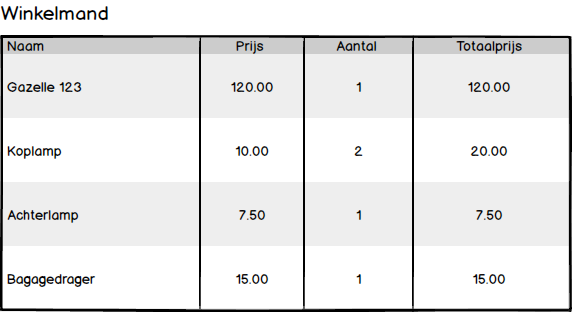 Winkelmand
Naam Prijs Aantal Totaalprijs
Gazelle 123 120.00 1 120.00
Koplamp 10.00 2 20.00
Achterlamp 7.50 1 7.50
Bagagedrager 15.00 1 15.00